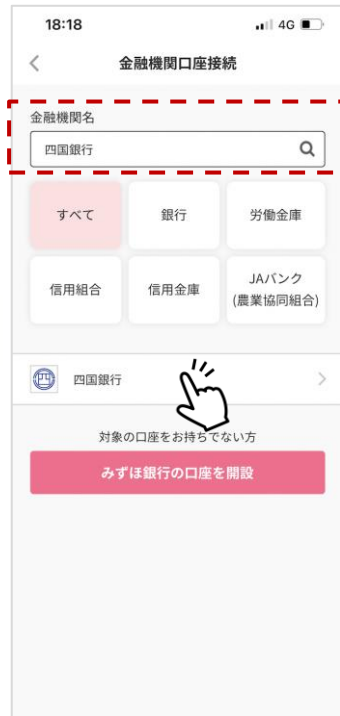 18:18
4G
金融機関口座接続
金融機関名
四国銀行
すべて
銀行
労働金庫
信用組合
信用金庫
JAバンク
(農業協同組合)
四
四国銀行
対象の口座をお持ちでない方
みずほ銀行の口座を開設